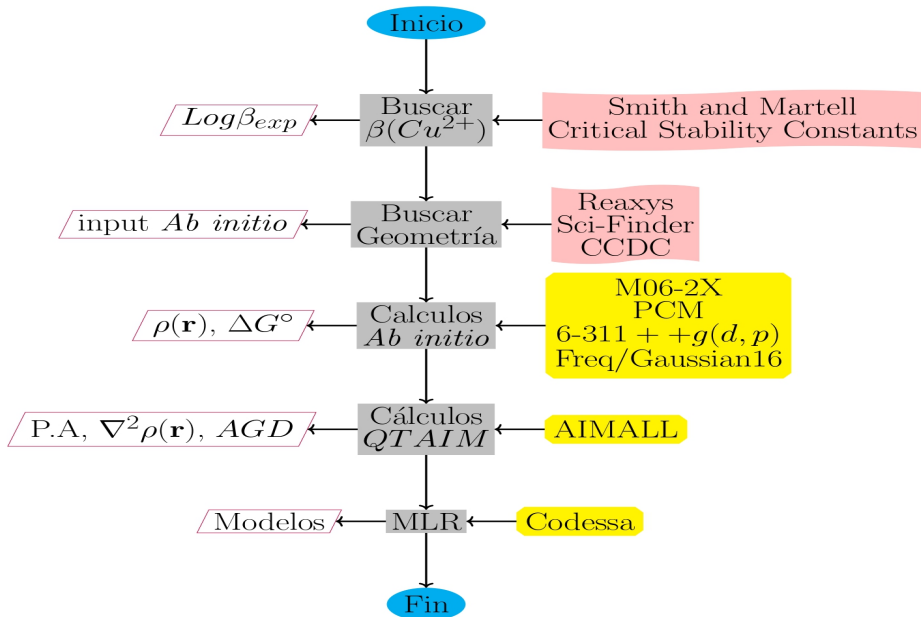 Inicio
Logβexp
Buscar
β(Cu²⁺)
Smith and Martell
Critical Stability Constants
input Ab initio
Buscar
Geometría
Reaxys
Sci-Finder
CCDC
ρ(r), ΔG°
Calculos
Ab initio
M06-2X
PCM
6-311 + +g(d, p)
Freq/Gaussian16
P.A, ∇²ρ(r), AGD
Cálculos
QTAIM
AIMALL
Modelos
MLR
Codessa
Fin